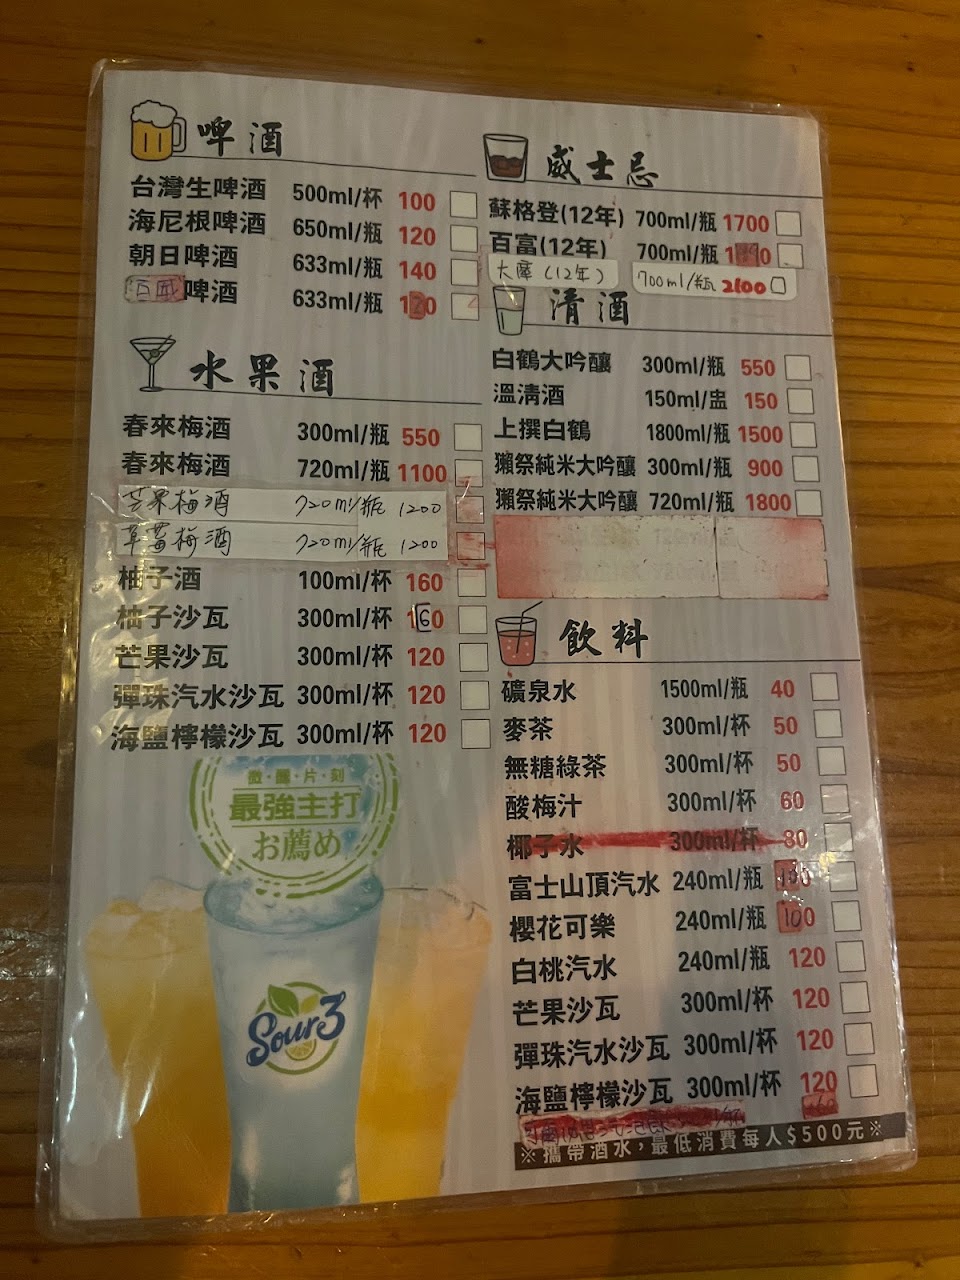 啤酒
台灣生啤酒 500ml/杯 100
海尼根啤酒 650ml/瓶 120
朝日啤酒 633ml/瓶 140
啤酒 633ml/瓶
水果酒
春來梅酒 300ml/瓶 550
春來梅酒 720ml/瓶 1100
芒果梅酒 720ml/瓶 1200
草莓梅酒 720ml/瓶 1200
柚子酒 100ml/杯 160
柚子沙瓦 300ml/杯 160
芒果沙瓦 300ml/杯 120
彈珠汽水沙瓦 300ml/杯 120
海鹽檸檬沙瓦 300ml/杯 120
微·醺·片·刻
最強主打
お薦め
Sour3
威士忌
蘇格登(12年) 700ml/瓶 1700
百富(12年) 700ml/瓶
大摩(12年) 700ml/瓶 2100
清酒
白鶴大吟釀 300ml/瓶 550
溫清酒 150ml/盅 150
上撰白鶴 1800ml/瓶 1500
獺祭純米大吟釀 300ml/瓶 900
獺祭純米大吟釀 720ml/瓶 1800
飲料
礦泉水 1500ml/瓶 40
麥茶 300ml/杯 50
無糖綠茶 300ml/杯 50
酸梅汁 300ml/杯 60
椰子水 300ml/杯 80
富士山頂汽水 240ml/瓶
櫻花可樂 240ml/瓶 100
白桃汽水 240ml/瓶 120
芒果沙瓦 300ml/杯 120
彈珠汽水沙瓦 300ml/杯 120
海鹽檸檬沙瓦 300ml/杯 120
※攜帶酒水，最低消費每人$500元※